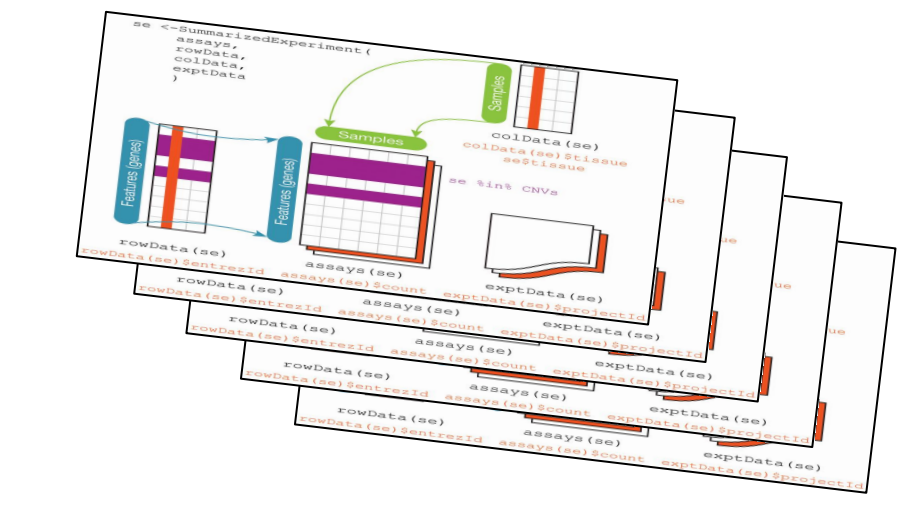 se <-SummarizedExperiment(
assays,
rowData,
colData,
exptData
)
Samples
colData(se)
colData(se)$tissue
se$tissue
Samples
Features (genes)
Features (genes)
se %in% CNVs
rowData(se)
rowData(se)$entrezId
assays(se)
assays(se)$count
exptData(se)
exptData(se)$projectId
ue
rowData(se)
rowData(se)$entrezId
assays(se)
assays(se)$count
exptData(se)
exptData(se)$projectId
ue
rowData(se)
rowData(se)$entrezId
assays(se)
assays(se)$count
exptData(se)
exptData(se)$projectId
ue
rowData(se)
rowData(se)$entrezId
assays(se)
assays(se)$count
exptData(se)
exptData(se)$projectId
ue
rowData(se)
rowData(se)$entrezId
assays(se)
assays(se)$count
exptData(se)
exptData(se)$projectId